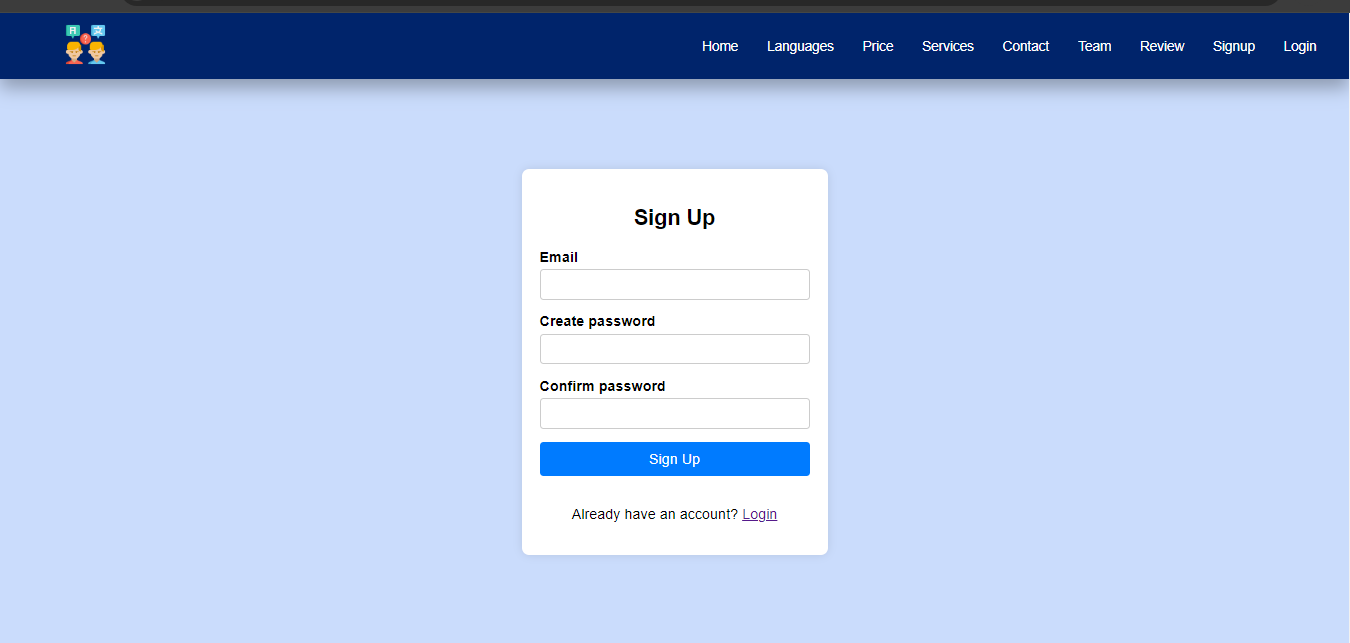 Home Languages Price Services Contact Team Review Signup Login
Sign Up
Email
Create password
Confirm password
Sign Up
Already have an account? Login